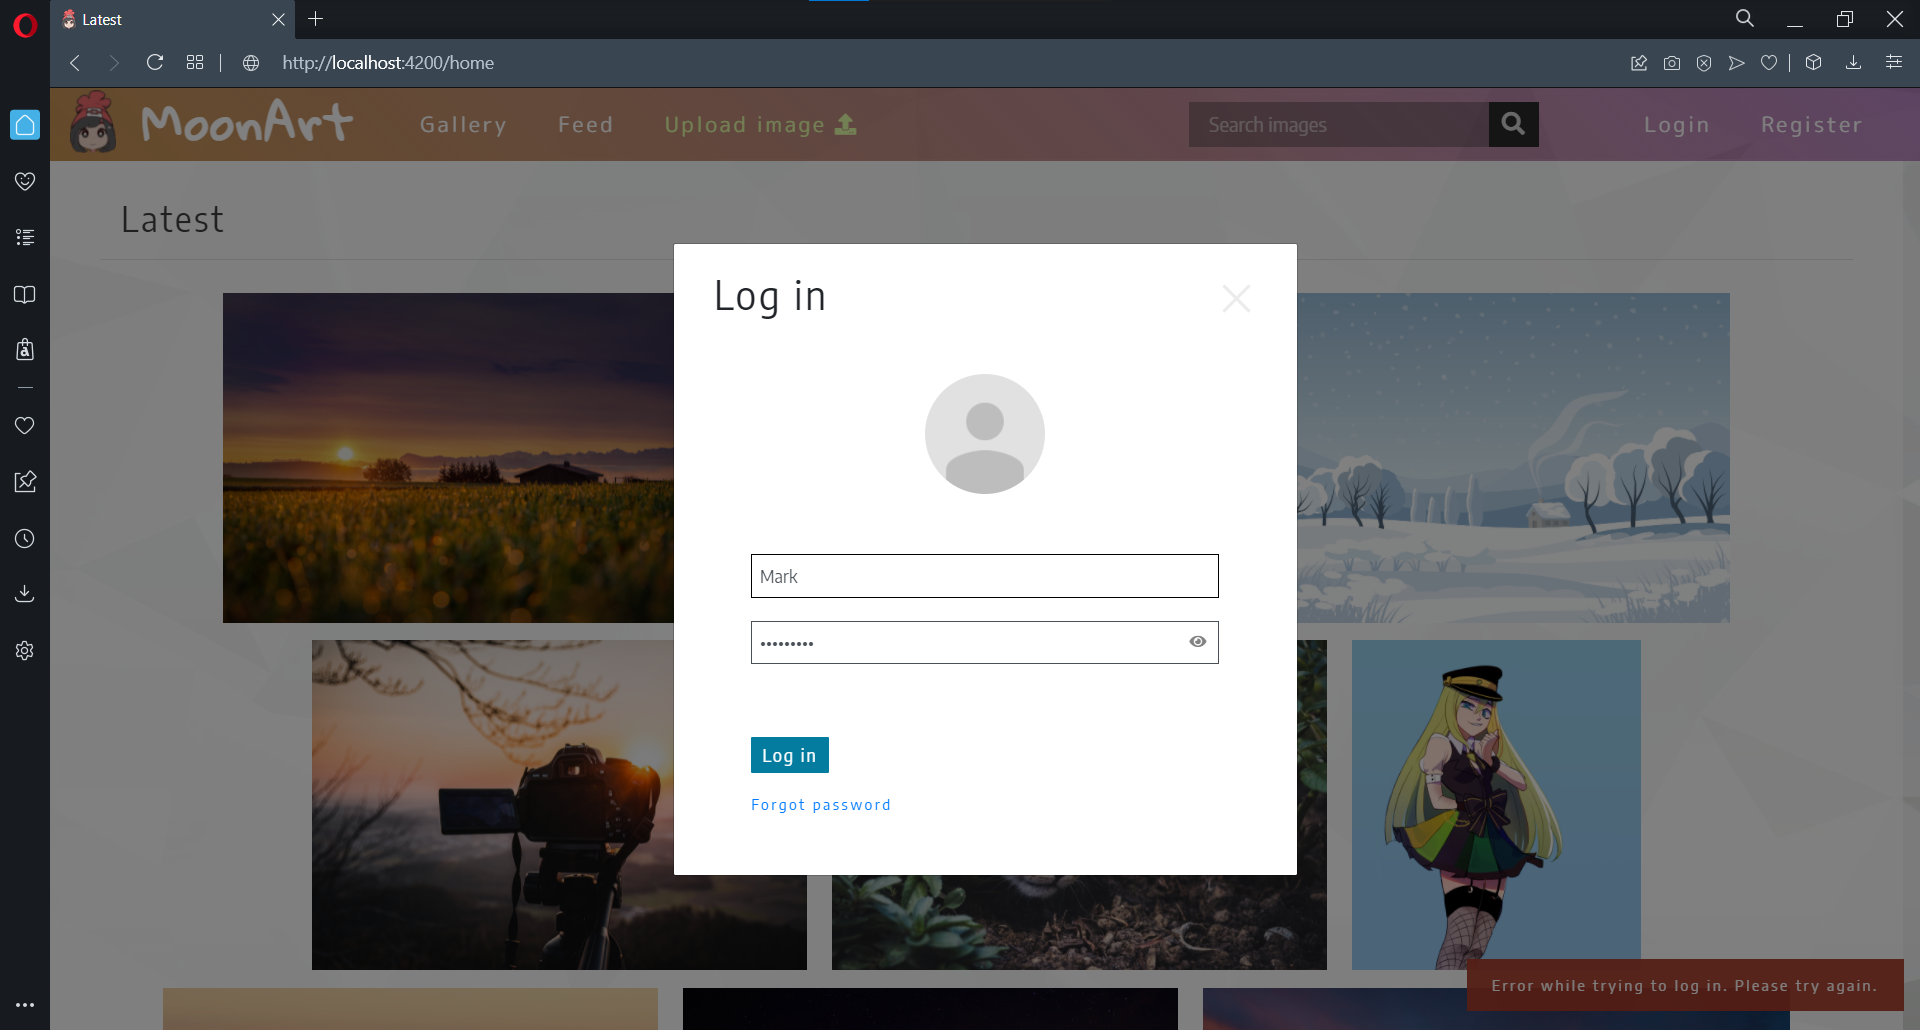 Latest
http://localhost:4200/home
MoonArt
Gallery
Feed
Upload image
Search images
Login
Register
Latest
Log in
Mark
•••••••••
Log in
Forgot password
Error while trying to log in. Please try again.